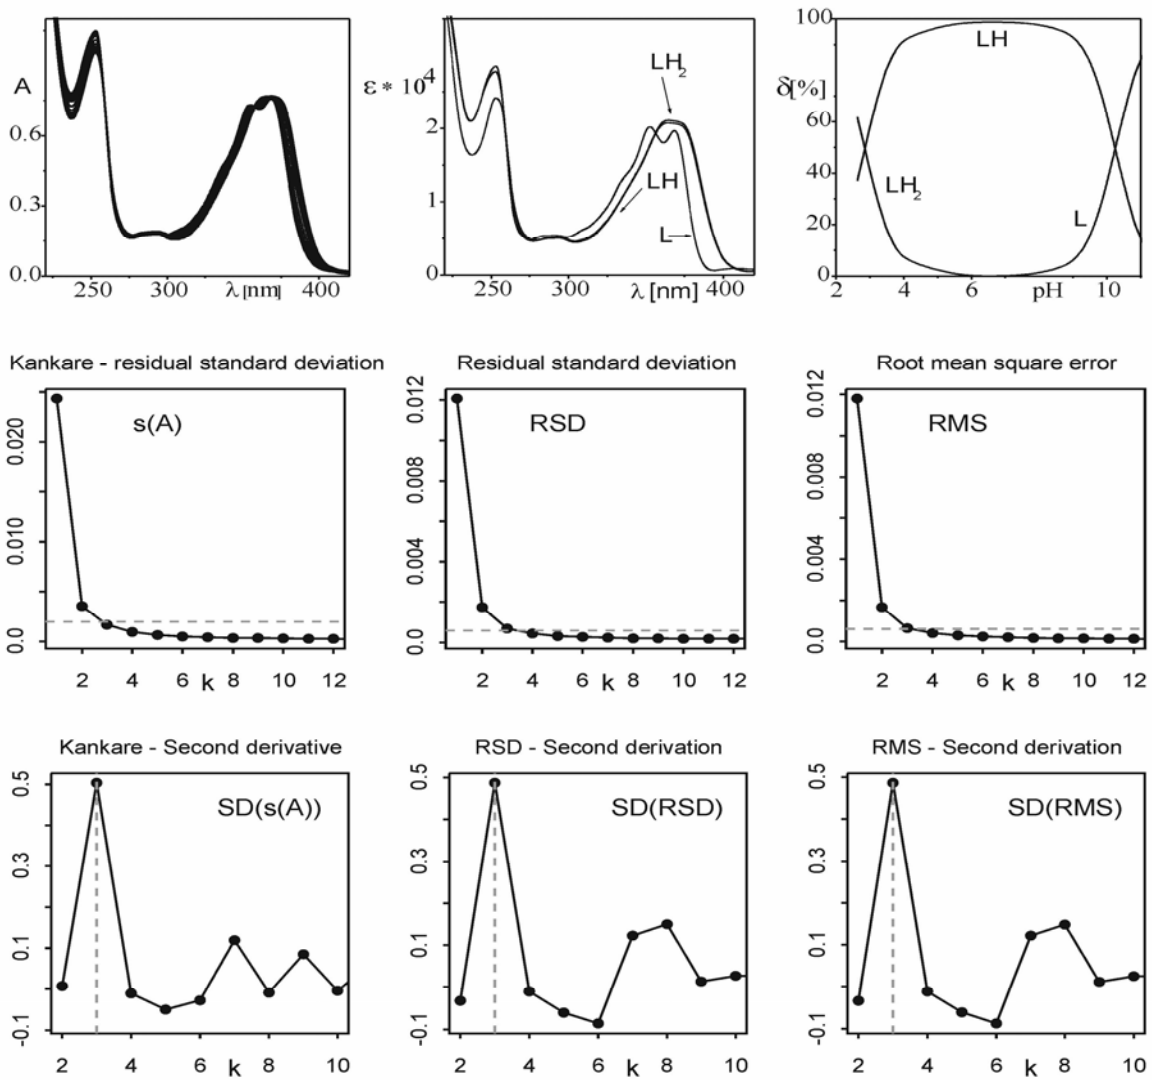 A
0.6
0.3
0.0
250 300 λ [nm] 400
ε * 10⁴
2
1
0
LH₂
LH
L
300 λ [nm] 400
δ[%]
100
60
40
20
0
LH
LH₂
L
2 4 6 pH 10
Kankare - residual standard deviation
s(A)
0.020
0.010
0.0
2 4 6 k 8 10 12
Residual standard deviation
RSD
0.012
0.008
0.004
0.0
2 4 6 k 8 10 12
Root mean square error
RMS
0.012
0.008
0.004
0.0
2 4 6 k 8 10 12
Kankare - Second derivative
SD(s(A))
0.5
0.3
0.1
-0.1
2 4 6 k 8 10
RSD - Second derivation
SD(RSD)
0.5
0.3
0.1
-0.1
2 4 6 k 8 10
RMS - Second derivation
SD(RMS)
0.5
0.3
0.1
-0.1
2 4 6 k 8 10